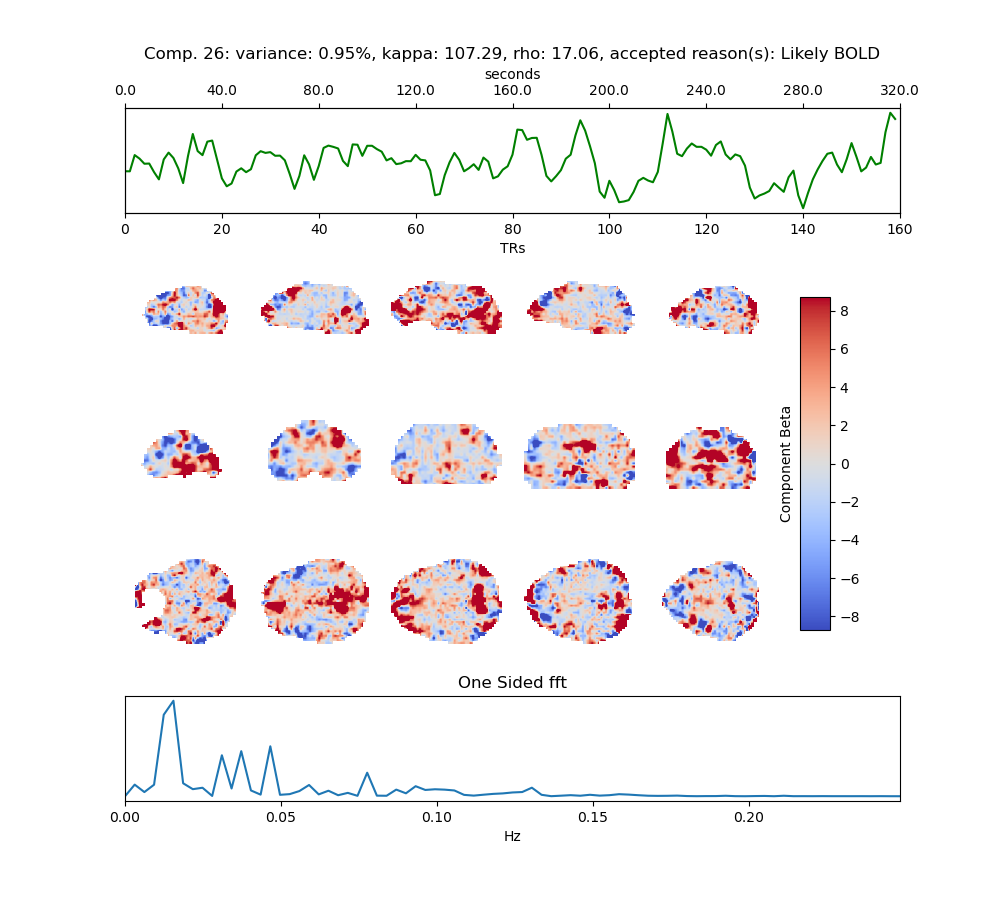 Comp. 26: variance: 0.95%, kappa: 107.29, rho: 17.06, accepted reason(s): Likely BOLD
seconds
0.0 40.0 80.0 120.0 160.0 200.0 240.0 280.0 320.0
0 20 40 60 80 100 120 140 160
TRs
8
6
4
2
0
−2
−4
−6
−8
Component Beta
One Sided fft
0.00 0.05 0.10 0.15 0.20
Hz